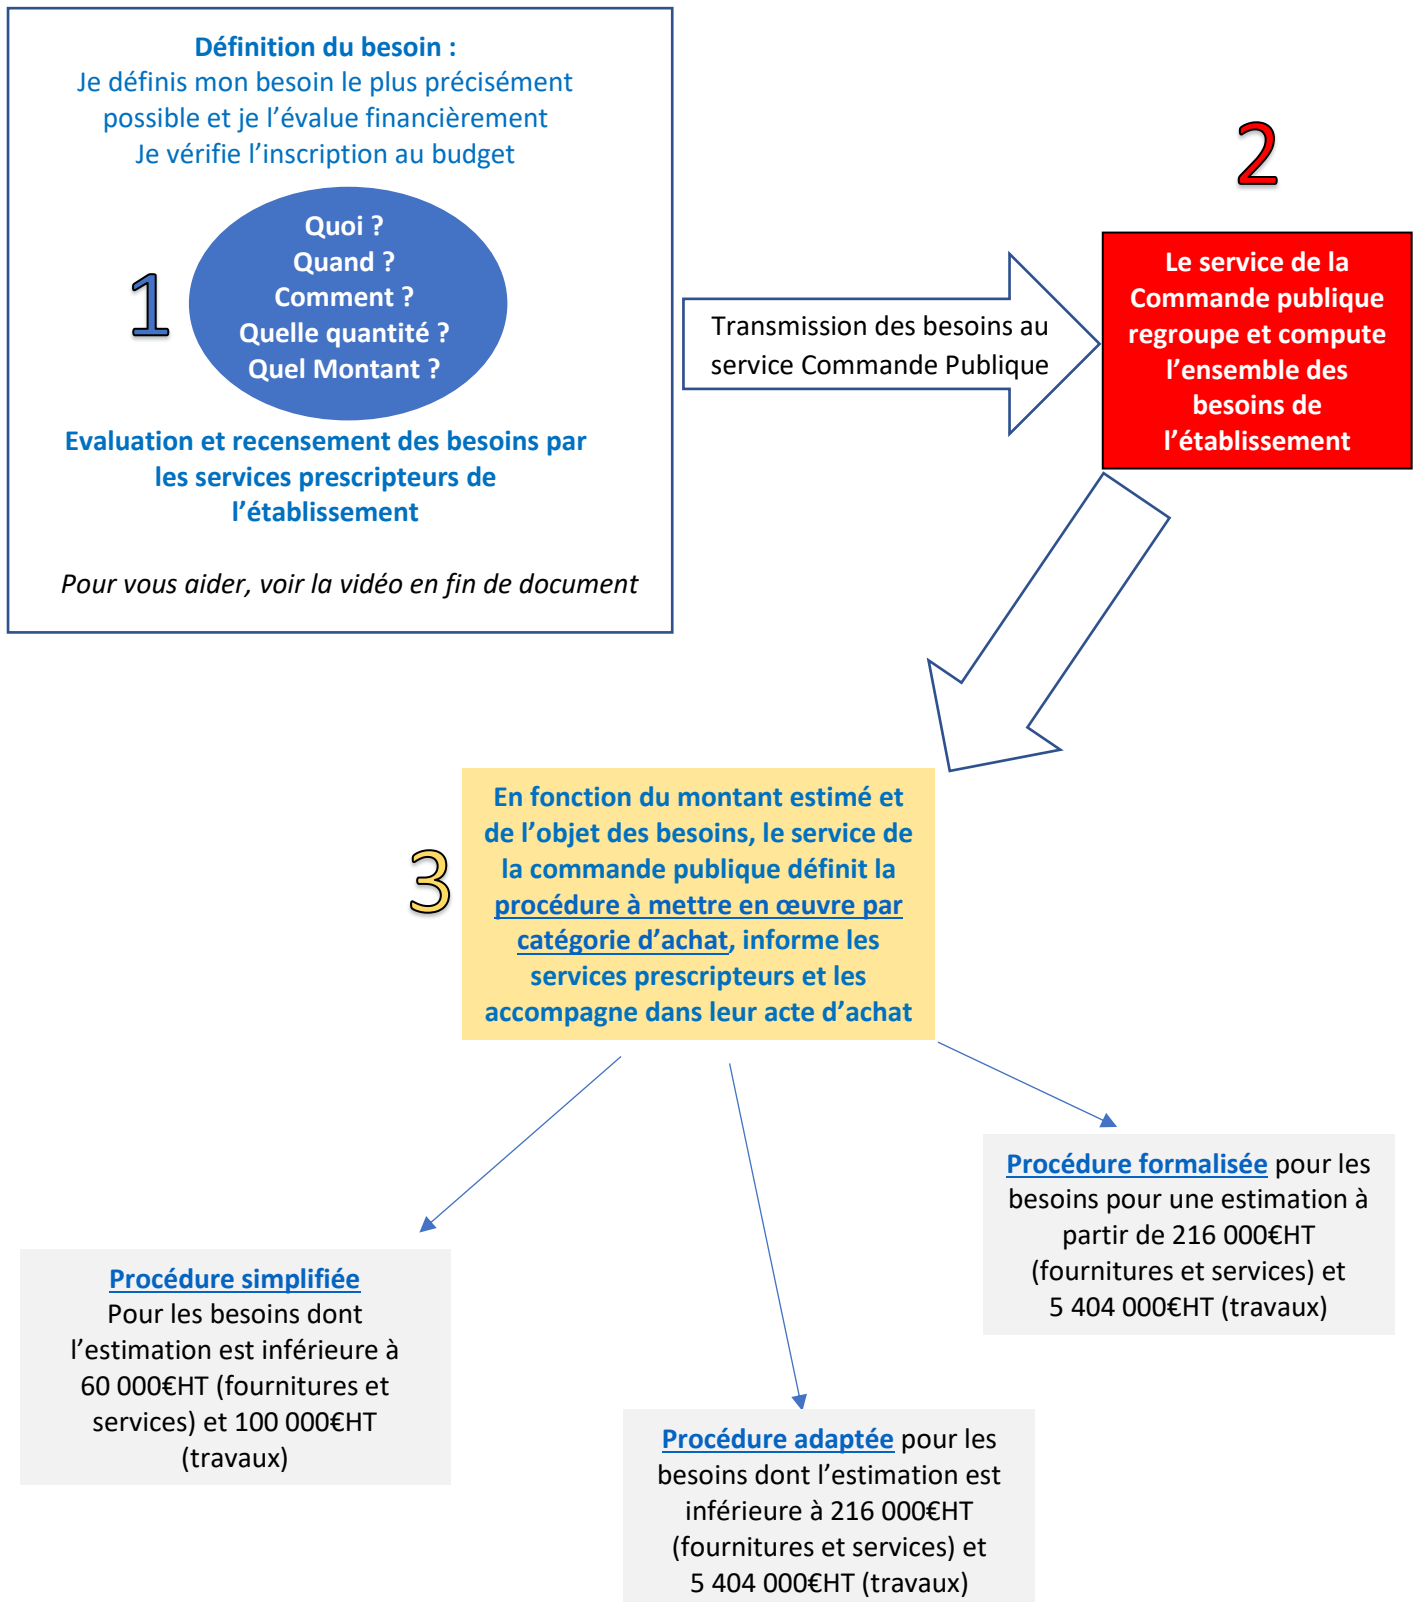 Définition du besoin :
Je définis mon besoin le plus précisément
possible et je l'évalue financièrement
Je vérifie l'inscription au budget
1
Quoi ?
Quand ?
Comment ?
Quelle quantité ?
Quel Montant ?
Evaluation et recensement des besoins par
les services prescripteurs de
l'établissement
Pour vous aider, voir la vidéo en fin de document
Transmission des besoins au
service Commande Publique
2
Le service de la
Commande publique
regroupe et compute
l'ensemble des
besoins de
l'établissement
3
En fonction du montant estimé et
de l'objet des besoins, le service de
la commande publique définit la
procédure à mettre en œuvre par
catégorie d'achat, informe les
services prescripteurs et les
accompagne dans leur acte d'achat
Procédure simplifiée
Pour les besoins dont
l'estimation est inférieure à
60 000€HT (fournitures et
services) et 100 000€HT
(travaux)
Procédure adaptée pour les
besoins dont l'estimation est
inférieure à 216 000€HT
(fournitures et services) et
5 404 000€HT (travaux)
Procédure formalisée pour les
besoins pour une estimation à
partir de 216 000€HT
(fournitures et services) et
5 404 000€HT (travaux)